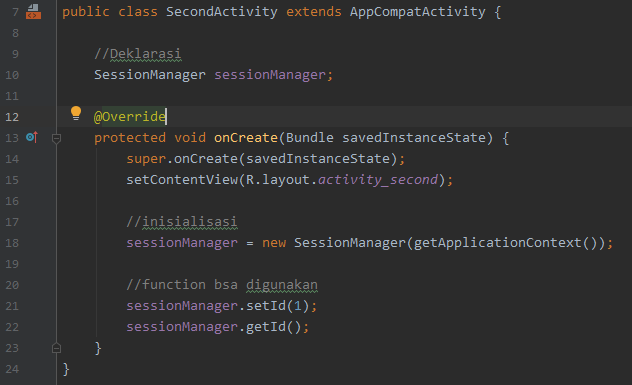 7 public class SecondActivity extends AppCompatActivity {
8
9 //Deklarasi
10 SessionManager sessionManager;
11
12 @Override
13 protected void onCreate(Bundle savedInstanceState) {
14 super.onCreate(savedInstanceState);
15 setContentView(R.layout.activity_second);
16
17 //inisialisasi
18 sessionManager = new SessionManager(getApplicationContext());
19
20 //function bsa digunakan
21 sessionManager.setId(1);
22 sessionManager.getId();
23 }
24 }